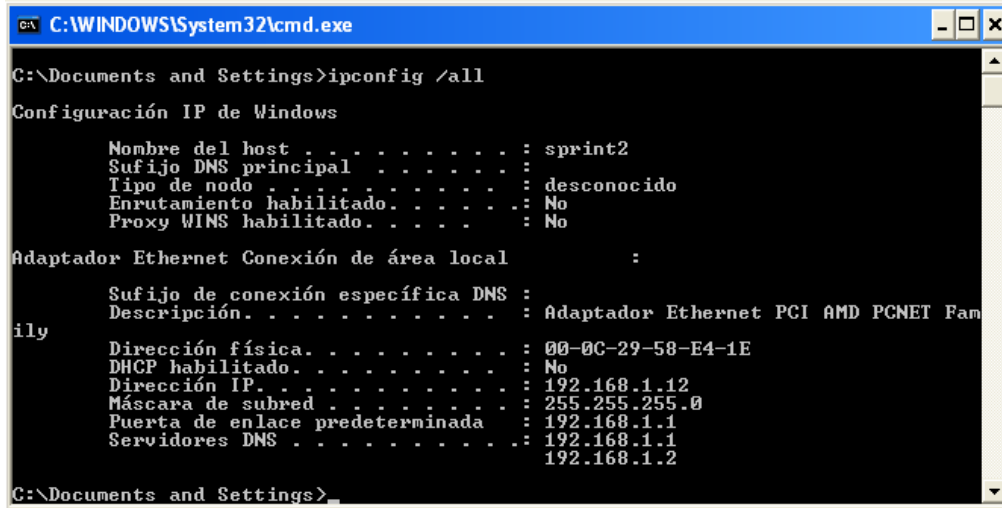 C:\WINDOWS\System32\cmd.exe
C:\Documents and Settings>ipconfig /all
Configuración IP de Windows
Nombre del host . . . . . . . . . . : sprint2
Sufijo DNS principal . . . . . . :
Tipo de nodo . . . . . . . . . . . : desconocido
Enrutamiento habilitado. . . . . .: No
Proxy WINS habilitado. . . . . : No
Adaptador Ethernet Conexión de área local :
Sufijo de conexión específica DNS :
Descripción. . . . . . . . . . . : Adaptador Ethernet PCI AMD PCNET Fam
ily
Dirección física. . . . . . . . . : 00-0C-29-58-E4-1E
DHCP habilitado. . . . . . . . . : No
Dirección IP. . . . . . . . . . . : 192.168.1.12
Máscara de subred . . . . . . . . : 255.255.255.0
Puerta de enlace predeterminada : 192.168.1.1
Servidores DNS . . . . . . . . . .: 192.168.1.1
192.168.1.2
C:\Documents and Settings>_